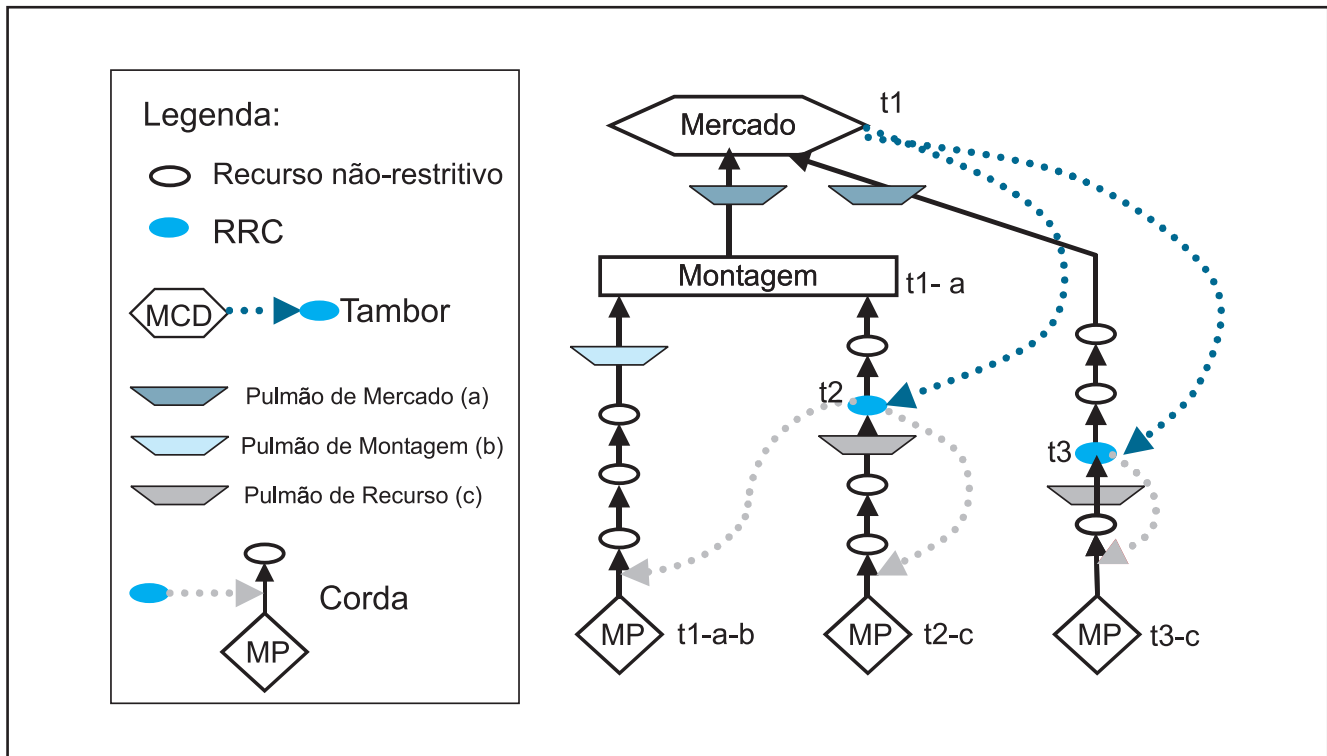 Legenda:
Recurso não-restritivo
RRC
MCD Tambor
Pulmão de Mercado (a)
Pulmão de Montagem (b)
Pulmão de Recurso (c)
Corda
MP
t1
Mercado
Montagem
t1- a
t2
t3
MP t1-a-b
MP t2-c
MP t3-c